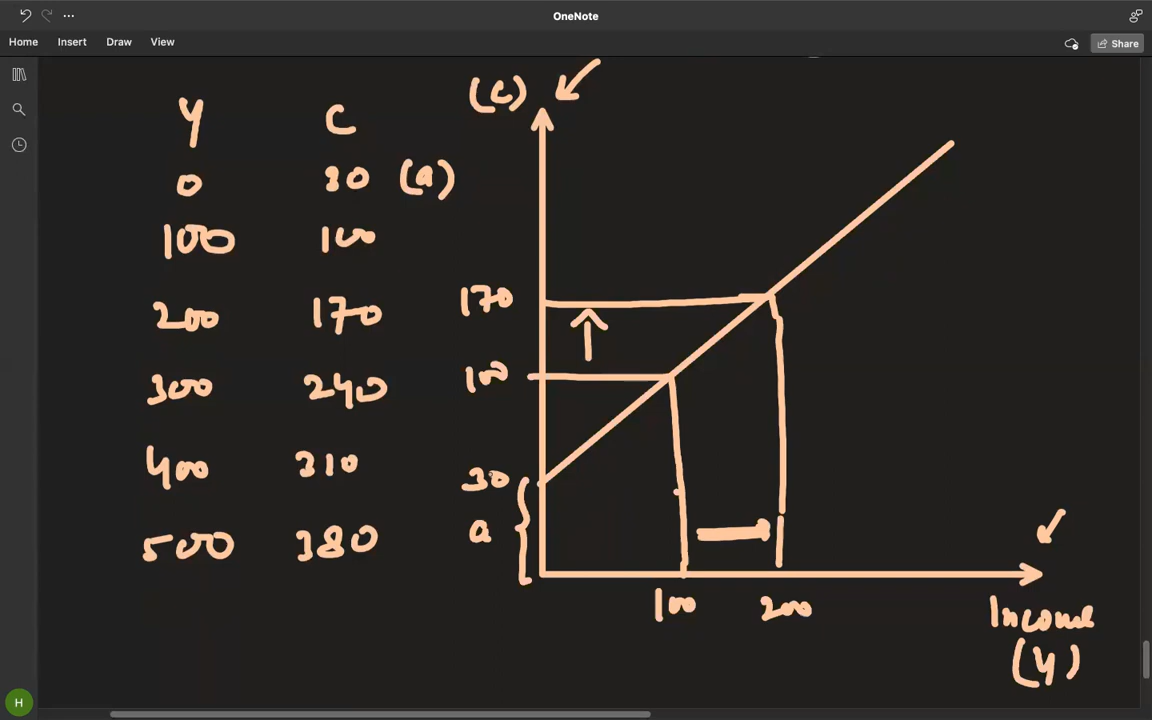 OneNote
Home Insert Draw View
Share
Y C
0 30 (a)
100 100
200 170
300 240
400 310
500 380
(C)
170
100
30
a
100 200
Income
(Y)
H